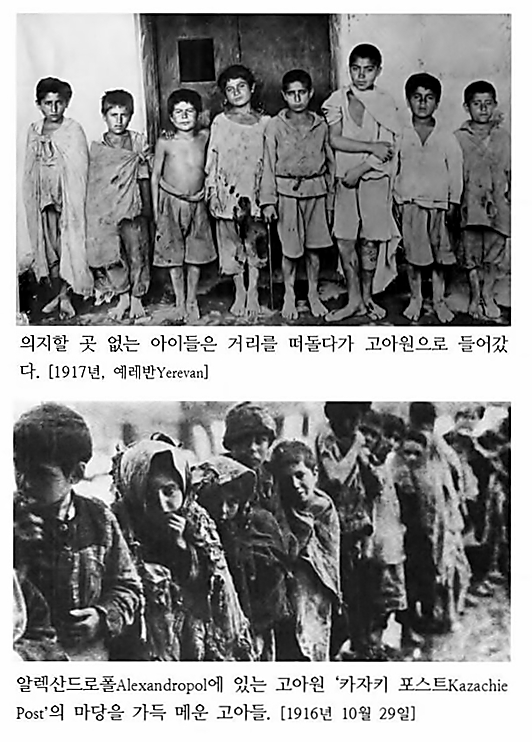 의지할 곳 없는 아이들은 거리를 떠돌다가 고아원으로 들어갔
다. [1917년, 예레반Yerevan]
알렉산드로폴Alexandropol에 있는 고아원 ‘카자키 포스트Kazachie
Post’의 마당을 가득 메운 고아들. [1916년 10월 29일]